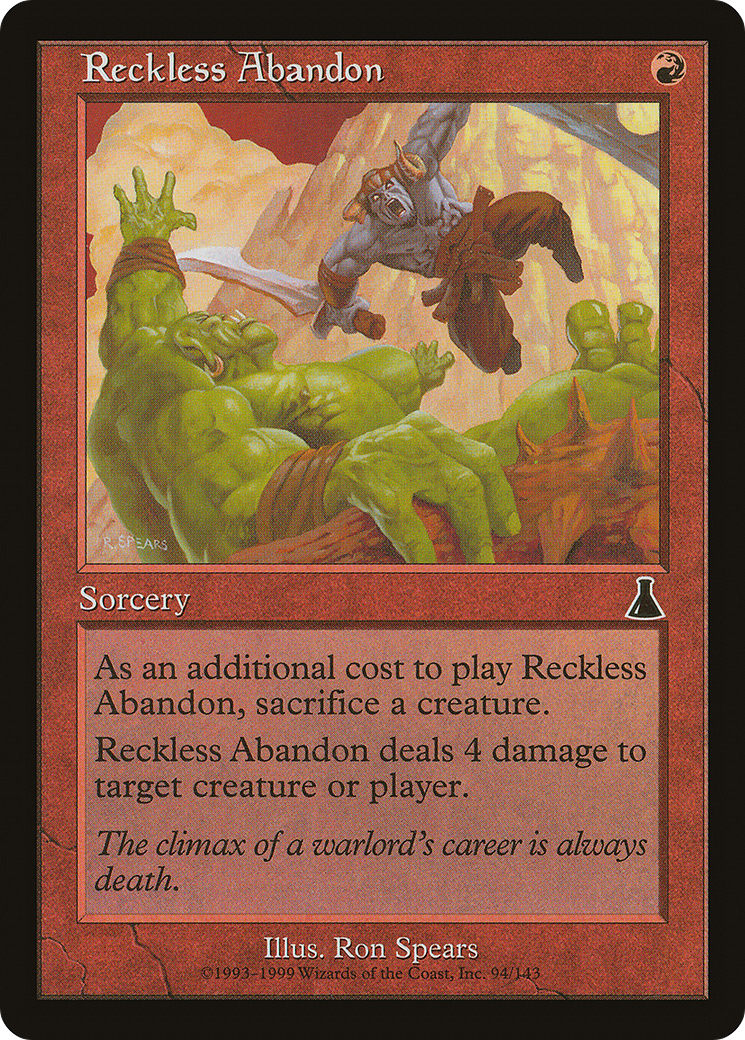 Reckless Abandon
R. SPEARS
Sorcery
As an additional cost to play Reckless
Abandon, sacrifice a creature.
Reckless Abandon deals 4 damage to
target creature or player.
The climax of a warlord's career is always
death.
Illus. Ron Spears
©1993–1999 Wizards of the Coast, Inc. 94/143